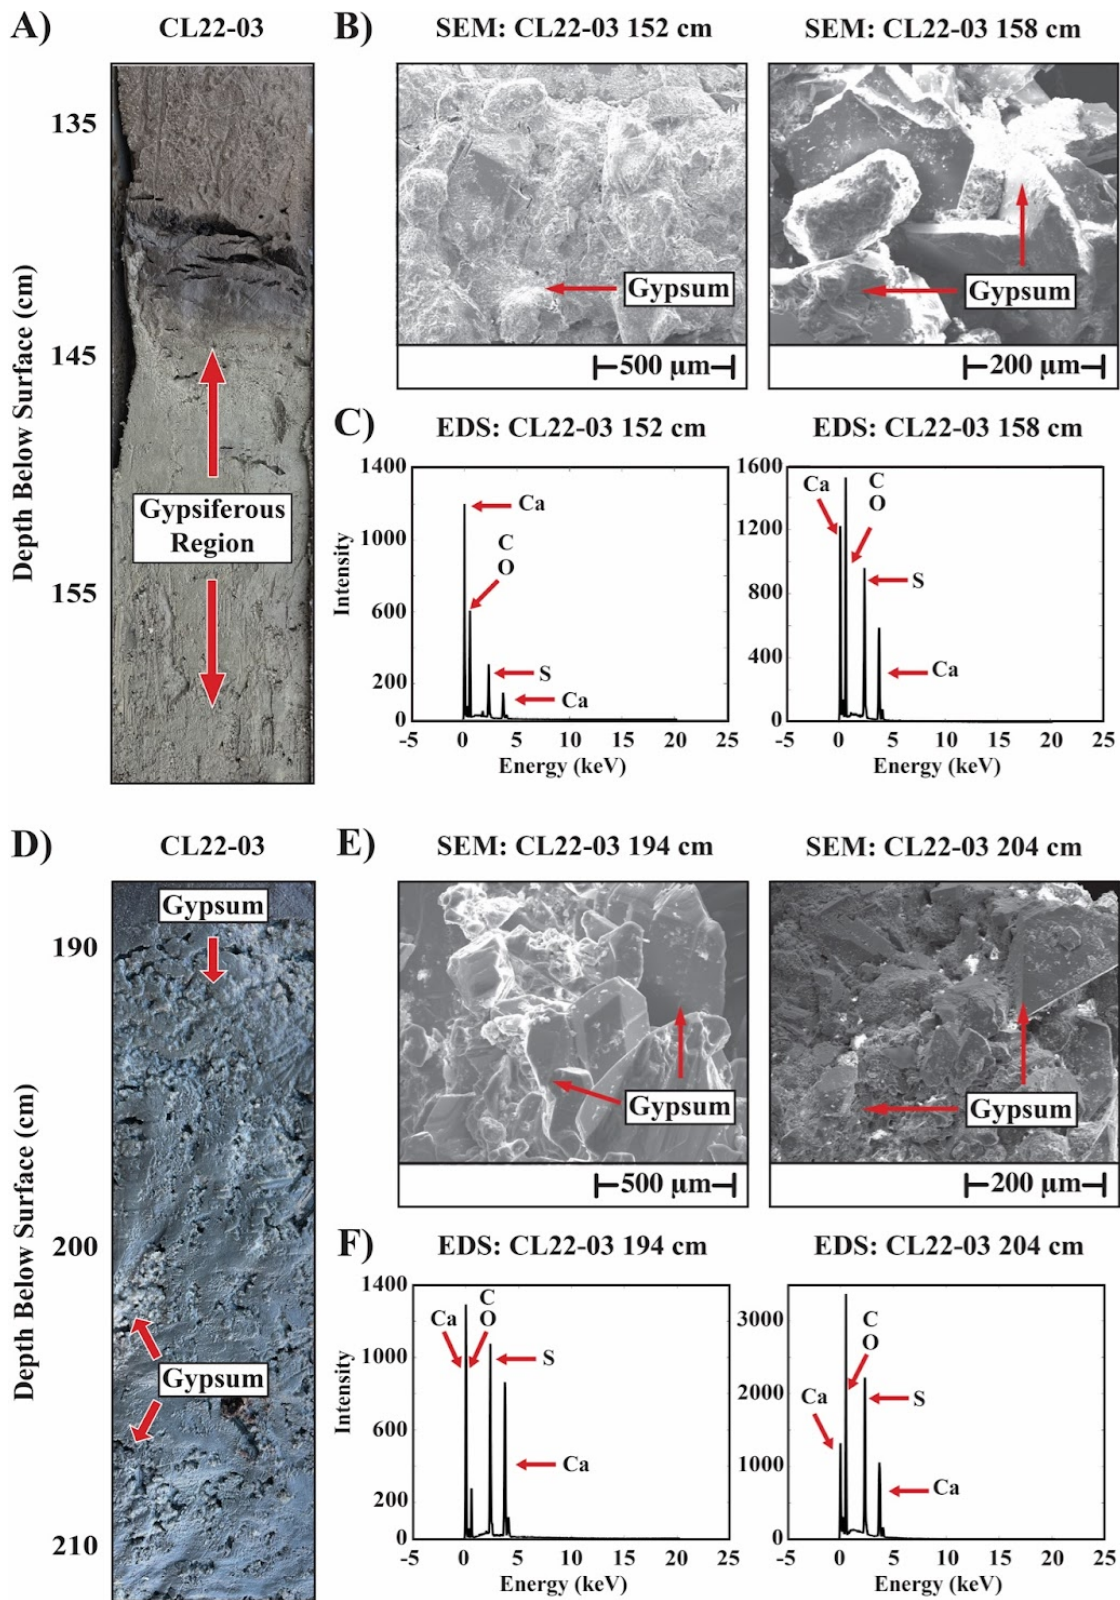 A)
CL22-03
Depth Below Surface (cm)
135
145
155
Gypsiferous
Region
B)
SEM: CL22-03 152 cm
Gypsum
500 μm
SEM: CL22-03 158 cm
Gypsum
200 μm
C)
EDS: CL22-03 152 cm
Intensity
1400
1000
600
200
0
Ca
C
O
S
Ca
-5 0 5 10 15 20 25
Energy (keV)
EDS: CL22-03 158 cm
1600
1200
800
400
0
Ca
C
O
S
Ca
-5 0 5 10 15 20 25
Energy (keV)
D)
CL22-03
Depth Below Surface (cm)
190
200
210
Gypsum
Gypsum
E)
SEM: CL22-03 194 cm
Gypsum
500 μm
SEM: CL22-03 204 cm
Gypsum
200 μm
F)
EDS: CL22-03 194 cm
Intensity
1400
1000
600
200
0
Ca
C
O
S
Ca
-5 0 5 10 15 20 25
Energy (keV)
EDS: CL22-03 204 cm
3000
2000
1000
0
Ca
C
O
S
Ca
-5 0 5 10 15 20 25
Energy (keV)